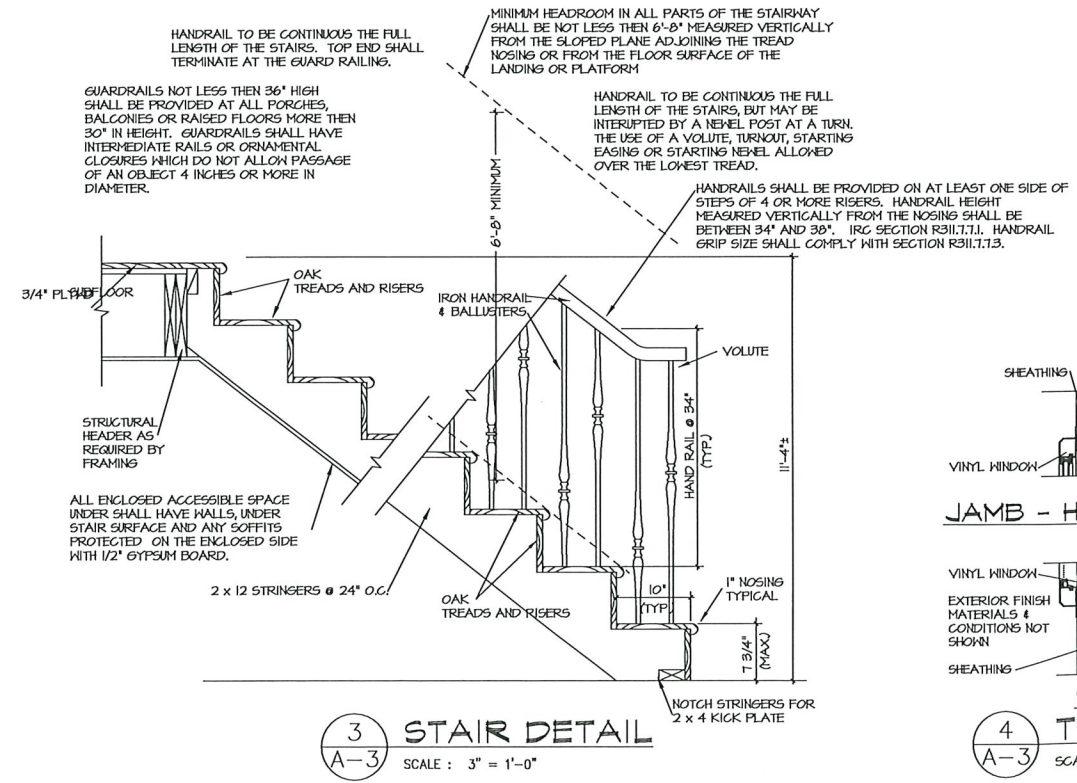 HANDRAIL TO BE CONTINUOUS THE FULL
LENGTH OF THE STAIRS. TOP END SHALL
TERMINATE AT THE GUARD RAILING.
MINIMUM HEADROOM IN ALL PARTS OF THE STAIRWAY
SHALL BE NOT LESS THEN 6'-8" MEASURED VERTICALLY
FROM THE SLOPED PLANE ADJOINING THE TREAD
NOSING OR FROM THE FLOOR SURFACE OF THE
LANDING OR PLATFORM
GUARDRAILS NOT LESS THEN 36" HIGH
SHALL BE PROVIDED AT ALL PORCHES,
BALCONIES OR RAISED FLOORS MORE THEN
30" IN HEIGHT. GUARDRAILS SHALL HAVE
INTERMEDIATE RAILS OR ORNAMENTAL
CLOSURES WHICH DO NOT ALLOW PASSAGE
OF AN OBJECT 4 INCHES OR MORE IN
DIAMETER.
HANDRAIL TO BE CONTINUOUS THE FULL
LENGTH OF THE STAIRS, BUT MAY BE
INTERUPTED BY A NEWEL POST AT A TURN.
THE USE OF A VOLUTE, TURNOUT, STARTING
EASING OR STARTING NEWEL ALLOWED
OVER THE LOWEST TREAD.
HANDRAILS SHALL BE PROVIDED ON AT LEAST ONE SIDE OF
STEPS OF 4 OR MORE RISERS. HANDRAIL HEIGHT
MEASURED VERTICALLY FROM THE NOSING SHALL BE
BETWEEN 34" AND 38". IRC SECTION R311.7.7.1. HANDRAIL
GRIP SIZE SHALL COMPLY WITH SECTION R311.7.7.3.
6'-8" MINIMUM
OAK
TREADS AND RISERS
3/4" PLYWD
SUBFLOOR
IRON HANDRAIL
& BALLUSTERS
VOLUTE
STRUCTURAL
HEADER AS
REQUIRED BY
FRAMING
HAND RAIL @ 34"
(TYP.)
11'-4"±
ALL ENCLOSED ACCESSIBLE SPACE
UNDER SHALL HAVE WALLS, UNDER
STAIR SURFACE AND ANY SOFFITS
PROTECTED ON THE ENCLOSED SIDE
WITH 1/2" GYPSUM BOARD.
2 x 12 STRINGERS @ 24" O.C.
OAK
TREADS AND RISERS
10"
(TYP.
1" NOSING
TYPICAL
7 3/4"
(MAX.)
NOTCH STRINGERS FOR
2 x 4 KICK PLATE
3
A-3
STAIR DETAIL
SCALE : 3" = 1'-0"
SHEATHING
VINYL WINDOW
JAMB - H
VINYL WINDOW
EXTERIOR FINISH
MATERIALS &
CONDITIONS NOT
SHOWN
SHEATHING
4
A-3
T
SCA